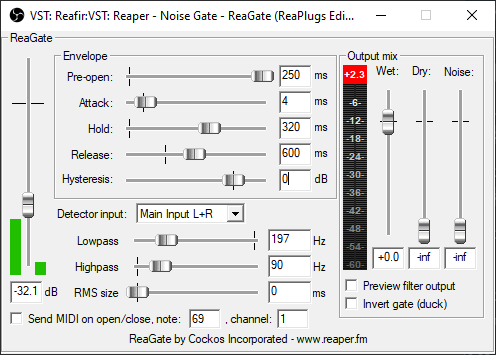 VST: Reafir:VST: Reaper - Noise Gate - ReaGate (ReaPlugs Edi...
ReaGate
Envelope
Pre-open: 250 ms
Attack: 4 ms
Hold: 320 ms
Release: 600 ms
Hysteresis: 0 dB
Detector input: Main Input L+R
Lowpass 197 Hz
Highpass 90 Hz
-32.1 dB RMS size 0 ms
Send MIDI on open/close, note: 69 , channel: 1
Output mix
+2.3 Wet: Dry: Noise:
-6-
-12-
-18-
-24-
-30-
-36-
-42-
-48-
-54-
-60-
+0.0 -inf -inf
Preview filter output
Invert gate (duck)
ReaGate by Cockos Incorporated - www.reaper.fm